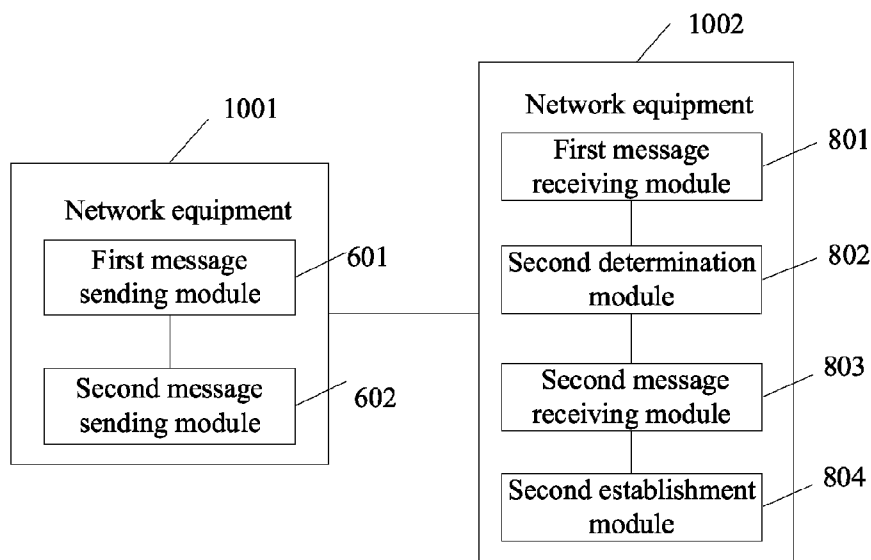 1001
Network equipment
First message
sending module
601
Second message
sending module
602
1002
Network equipment
First message
receiving module
801
Second determination
module
802
Second message
receiving module
803
Second establishment
module
804